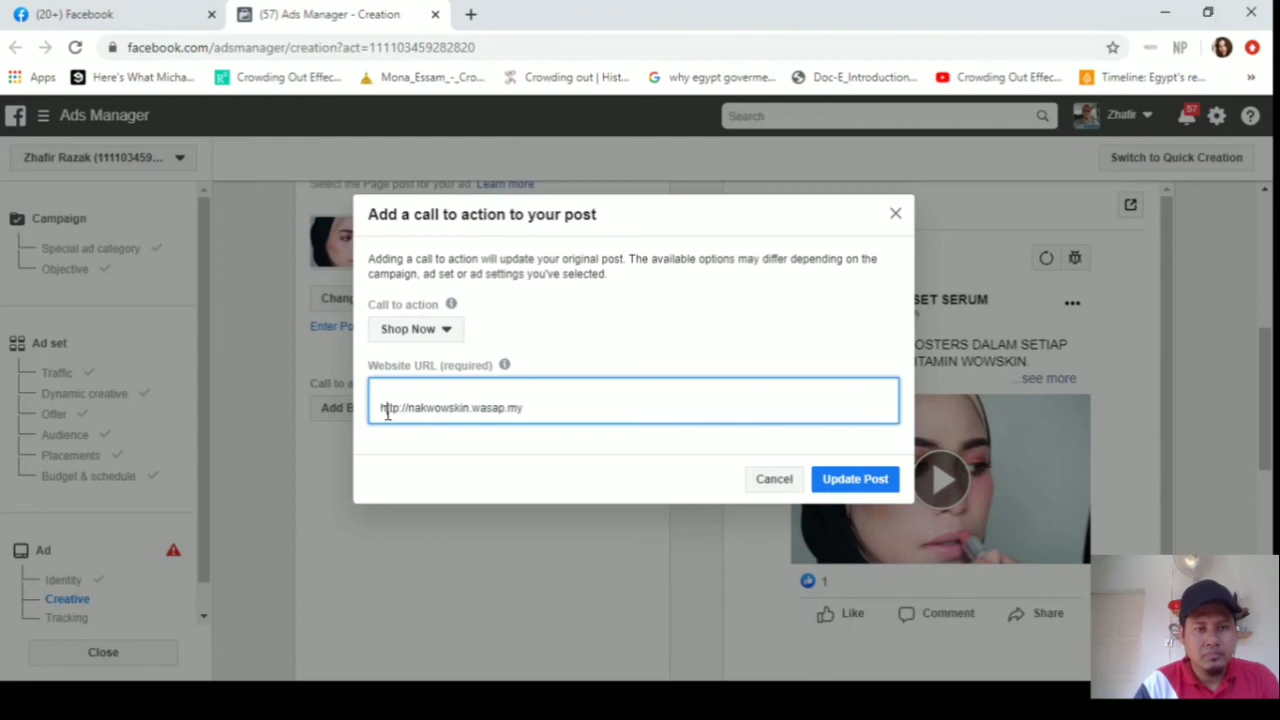 (20+) Facebook
(57) Ads Manager - Creation
facebook.com/adsmanager/creation?act=111103459282820
NP
Apps
Here's What Micha...
Crowding Out Effec...
Mona_Essam_-_Cro...
Crowding out | Hist...
why egypt goverme...
Doc-E_Introduction...
Crowding Out Effec...
Timeline: Egypt's re...
Ads Manager
Search
Zhafir
57
Zhafir Razak (111103459...
Switch to Quick Creation
Select the Page post for your ad. Learn more
Campaign
Special ad category
Objective
Ad set
Traffic
Dynamic creative
Offer
Audience
Placements
Budget & schedule
Ad
Identity
Creative
Tracking
Close
Chang
Enter Po
Call to a
Add B
Add a call to action to your post
Adding a call to action will update your original post. The available options may differ depending on the
campaign, ad set or ad settings you've selected.
Call to action
Shop Now
Website URL (required)
http://nakwowskin.wasap.my
Cancel
Update Post
SET SERUM
OSTERS DALAM SETIAP
TAMIN WOWSKIN.
...see more
1
Like
Comment
Share